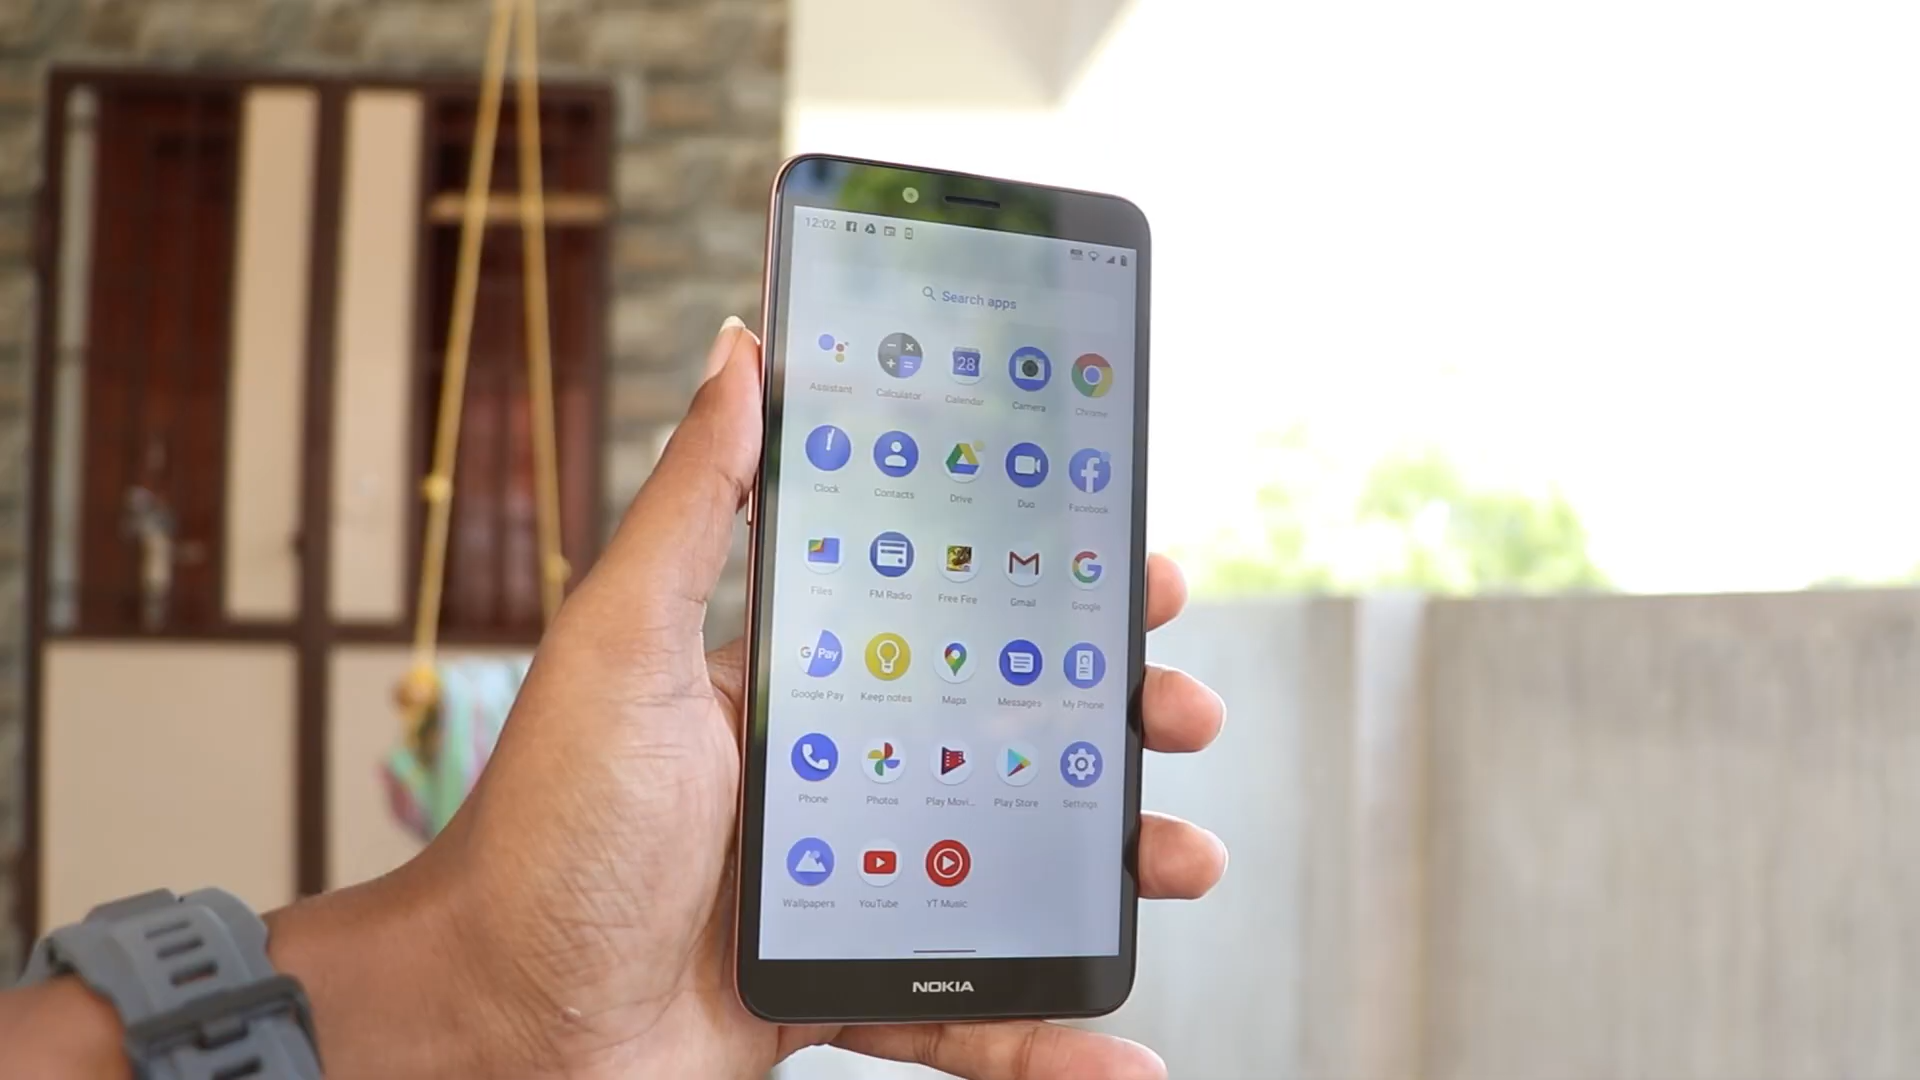 12:02
Search apps
Assistant Calculator 28 Calendar Camera Chrome
Clock Contacts Drive Duo Facebook
Files FM Radio Free Fire Gmail Google
G Pay
Google Pay Keep notes Maps Messages My Phone
Phone Photos Play Movi... Play Store Settings
Wallpapers YouTube YT Music
NOKIA